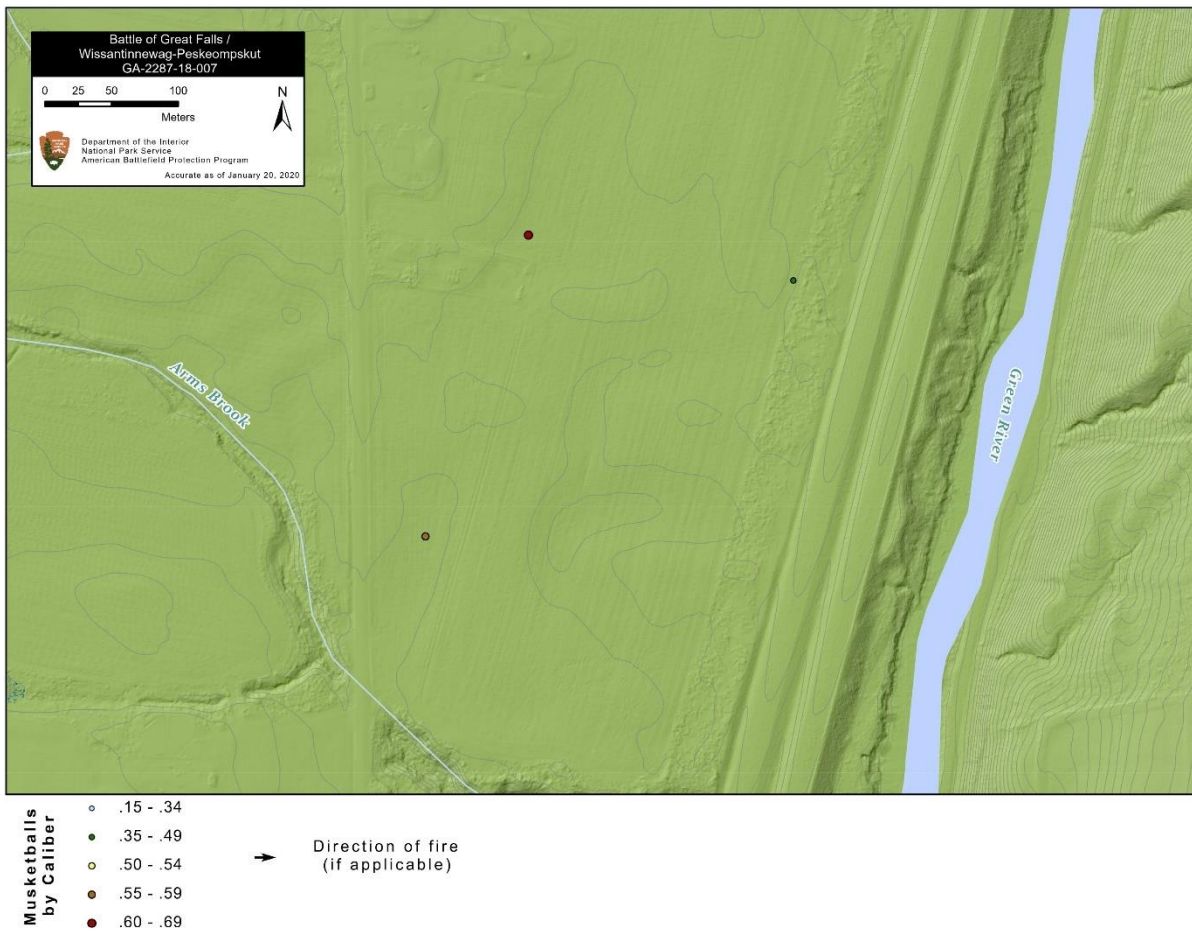 Battle of Great Falls /
Wissantinnewag-Peskeompskut
GA-2287-18-007
0 25 50 100
Meters
N
Department of the Interior
National Park Service
American Battlefield Protection Program
Accurate as of January 20, 2020
Arms Brook
Green River
Musketballs
by Caliber
.15 - .34
.35 - .49
.50 - .54
.55 - .59
.60 - .69
Direction of fire
(if applicable)